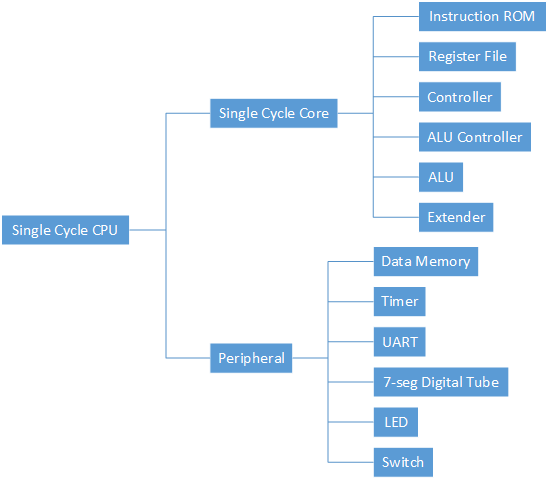 Single Cycle CPU
Single Cycle Core
Instruction ROM
Register File
Controller
ALU Controller
ALU
Extender
Peripheral
Data Memory
Timer
UART
7-seg Digital Tube
LED
Switch